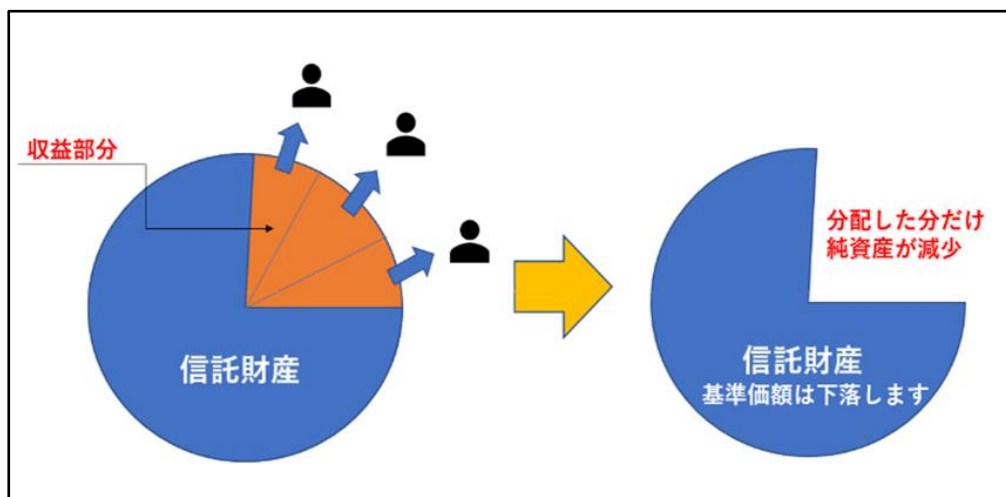 収益部分
信託財産
分配した分だけ
純資産が減少
信託財産
基準価額は下落します